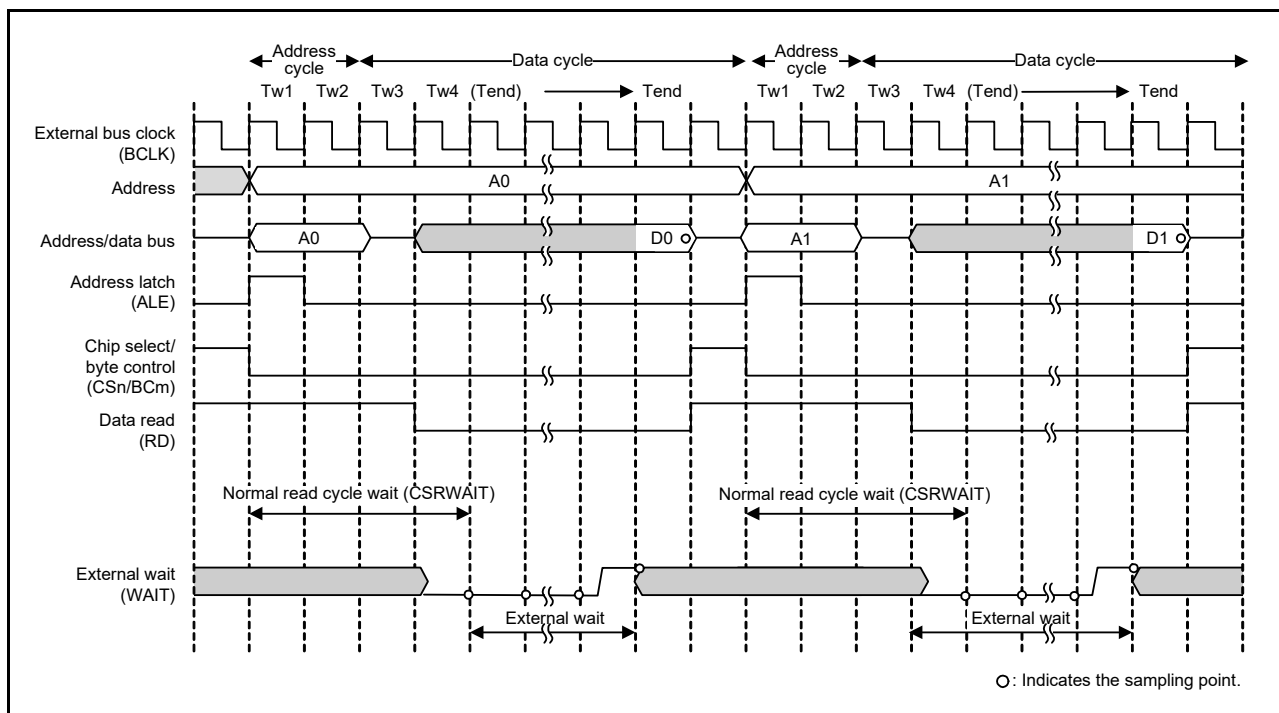 Address
cycle
Data cycle
Address
cycle
Data cycle
Tw1 Tw2 Tw3 Tw4 (Tend) Tend Tw1 Tw2 Tw3 Tw4 (Tend) Tend
External bus clock
(BCLK)
Address
A0 A1
Address/data bus
A0 D0 A1 D1
Address latch
(ALE)
Chip select/
byte control
(CSn/BCm)
Data read
(RD)
Normal read cycle wait (CSRWAIT) Normal read cycle wait (CSRWAIT)
External wait
(WAIT)
External wait External wait
: Indicates the sampling point.